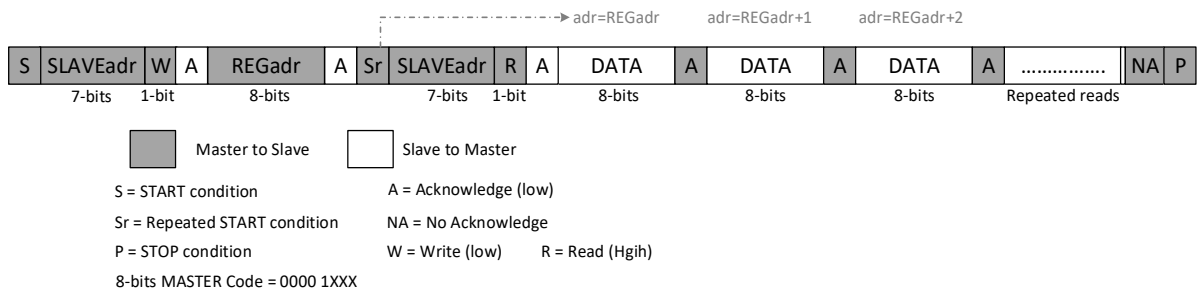 adr=REGadr adr=REGadr+1 adr=REGadr+2
S SLAVEadr W A REGadr A Sr SLAVEadr R A DATA A DATA A DATA A ................ NA P
7-bits 1-bit 8-bits 7-bits 1-bit 8-bits 8-bits 8-bits Repeated reads
Master to Slave Slave to Master
S = START condition A = Acknowledge (low)
Sr = Repeated START condition NA = No Acknowledge
P = STOP condition W = Write (low) R = Read (Hgih)
8-bits MASTER Code = 0000 1XXX